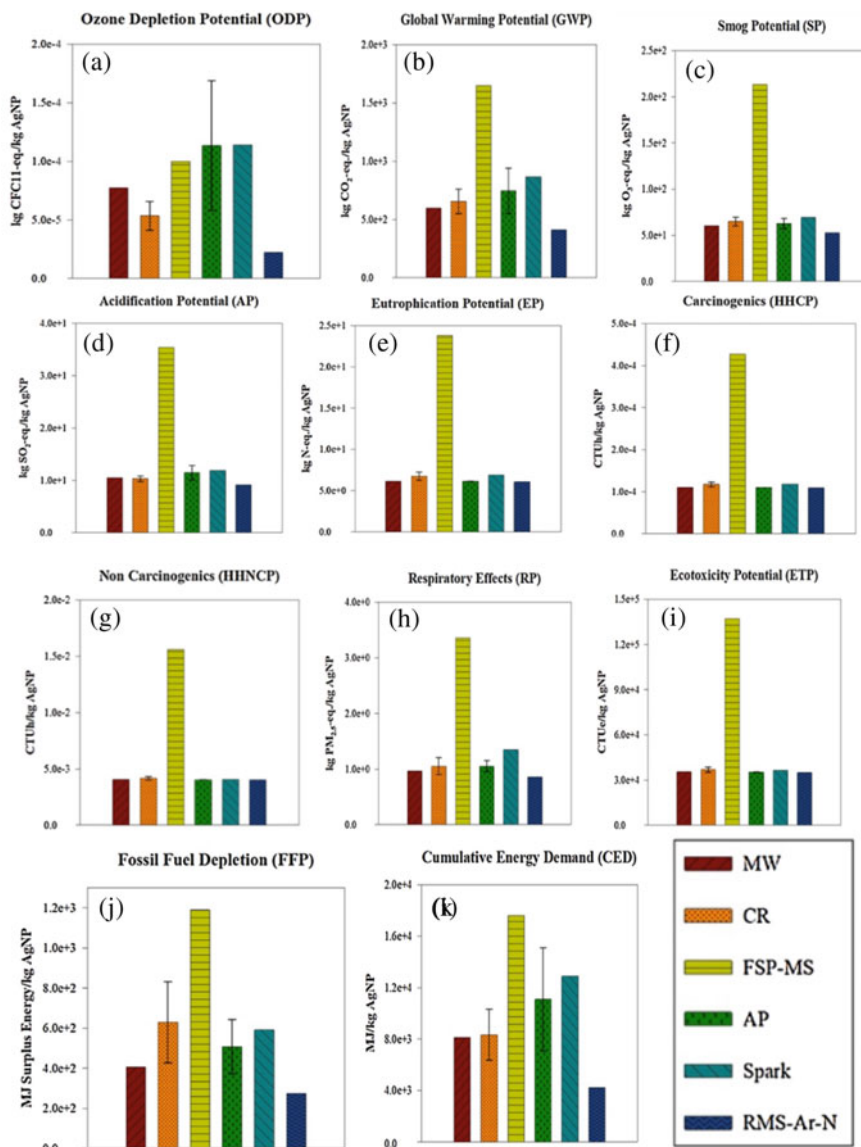 Ozone Depletion Potential (ODP)
(a)
kg CFC11-eq./kg AgNP
2.0e-4
1.5e-4
1.0e-4
5.0e-5
0.0
Global Warming Potential (GWP)
(b)
kg CO2-eq./kg AgNP
2.0e+3
1.5e+3
1.0e+3
5.0e+2
0.0
Smog Potential (SP)
(c)
kg O3-eq./kg AgNP
2.5e+2
2.0e+2
2.0e+2
5.0e+1
0.0
Acidification Potential (AP)
(d)
kg SO2-eq./kg AgNP
4.0e+1
1.0e+1
0.0
Eutrophication Potential (EP)
(e)
kg N-eq./kg AgNP
2.5e+1
2.0e+1
1.5e+1
1.0e+1
5.0e+0
0.0
Carcinogenics (HHCP)
(f)
CTUh/kg AgNP
5.0e-4
4.0e-4
4.0e-4
1.0e-4
0.0
Non Carcinogenics (HHNCP)
(g)
CTUh/kg AgNP
2.0e-2
1.5e-2
1.0e-2
5.0e-3
0.0
Respiratory Effects (RP)
(h)
kg PM2.5-eq./kg AgNP
4.0e+0
3.0e+0
2.0e+0
1.0e+0
0.0
Ecotoxicity Potential (ETP)
(i)
CTUe/kg AgNP
1.5e+5
1.2e+5
9.0e+4
6.0e+4
3.0e+4
0.0
Fossil Fuel Depletion (FFP)
(j)
MJ Surplus Energy/kg AgNP
1.2e+3
1.0e+3
8.0e+2
6.0e+2
4.0e+2
2.0e+2
0.0
Cumulative Energy Demand (CED)
(k)
MJ/kg AgNP
2.0e+4
1.6e+4
1.2e+4
8.0e+3
4.0e+3
0.0
MW
CR
FSP-MS
AP
Spark
RMS-Ar-N